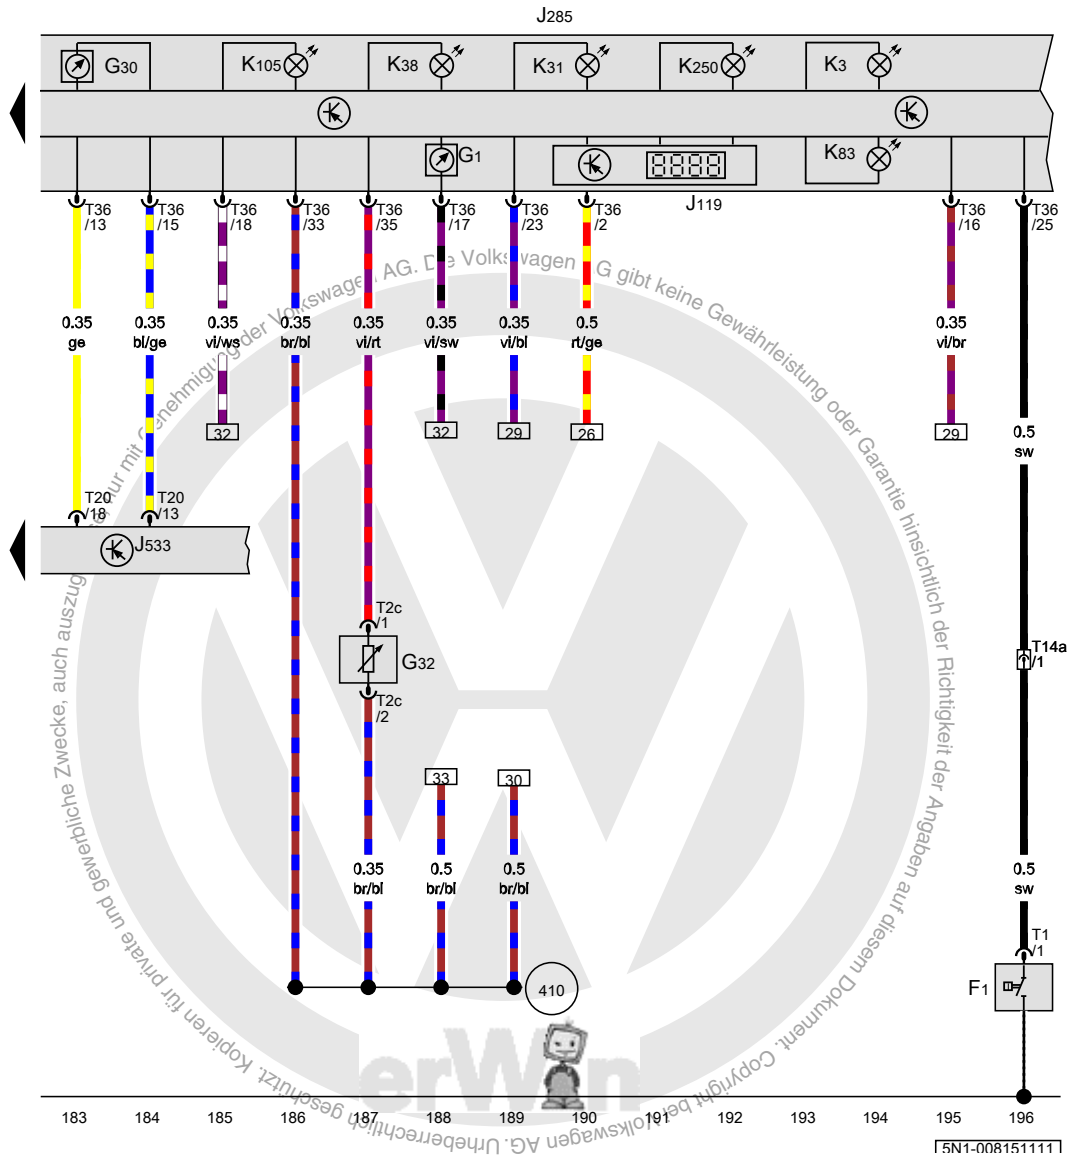 J285
G30
K105
K38
K31
K250
K3
G1
K83
J119
T36 /13
T36 /15
T36 /18
T36 /33
T36 /35
T36 /17
T36 /23
T36 /2
T36 /16
T36 /25
0.35 ge
0.35 bl/ge
0.35 vi/ws
0.35 br/bl
0.35 vi/rt
0.35 vi/sw
0.35 vi/bl
0.5 rt/ge
0.35 vi/br
32
32
29
26
29
0.5 sw
T20 /18
T20 /13
J533
T2c /1
G32
T2c /2
T14a /1
33
30
0.35 br/bl
0.5 br/bl
0.5 br/bl
0.5 sw
T1 /1
F1
410
erWin
183 184 185 186 187 188 189 190 191 192 193 194 195 196
5N1-008151111
nur mit Genehmigung der Volkswagen AG. Die Volkswagen AG gibt keine Gewährleistung oder Garantie hinsichtlich der Richtigkeit der Angaben auf diesem Dokument. Copyright bei Volkswagen AG.
Urheberrechtlich geschützt. Kopieren für private und gewerbliche Zwecke, auch auszug